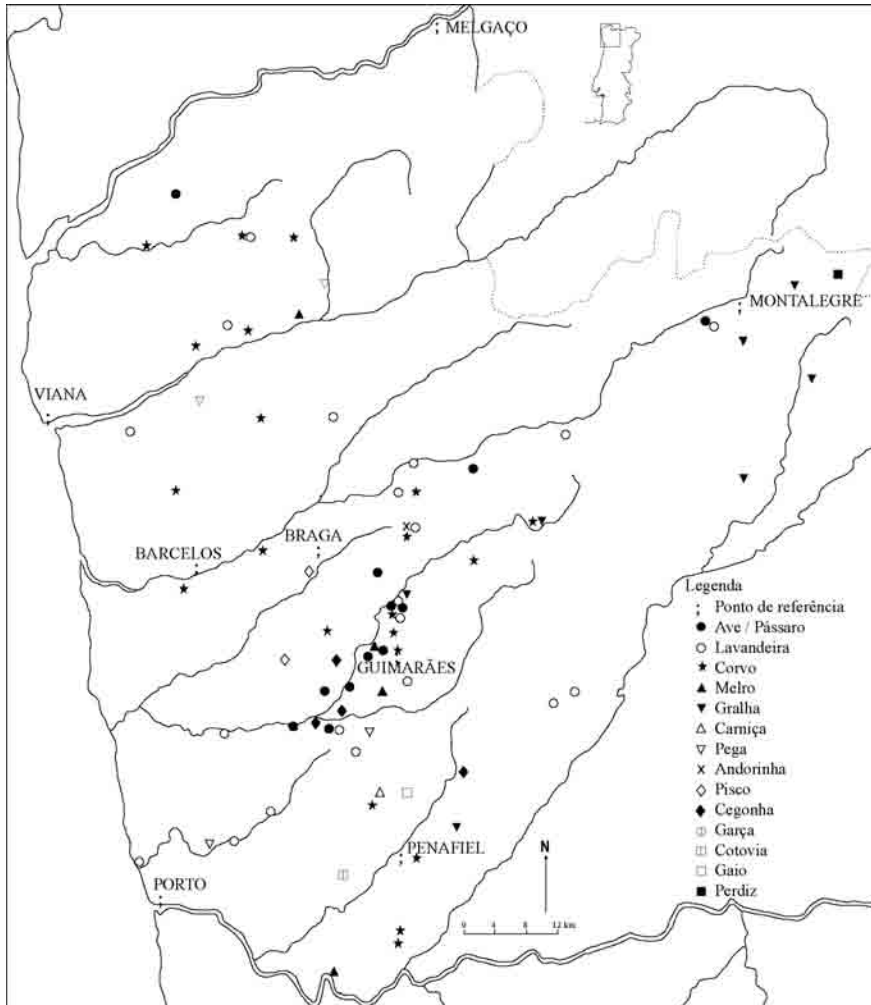 MELGAÇO
MONTALEGRE
VIANA
BARCELOS
BRAGA
GUIMARÃES
PENAFIEL
PORTO
N
0 4 8 12 km
Legenda
Ponto de referência
Ave / Pássaro
Lavandeira
Corvo
Melro
Gralha
Carniça
Pega
Andorinha
Pisco
Cegonha
Garça
Cotovia
Gaio
Perdiz